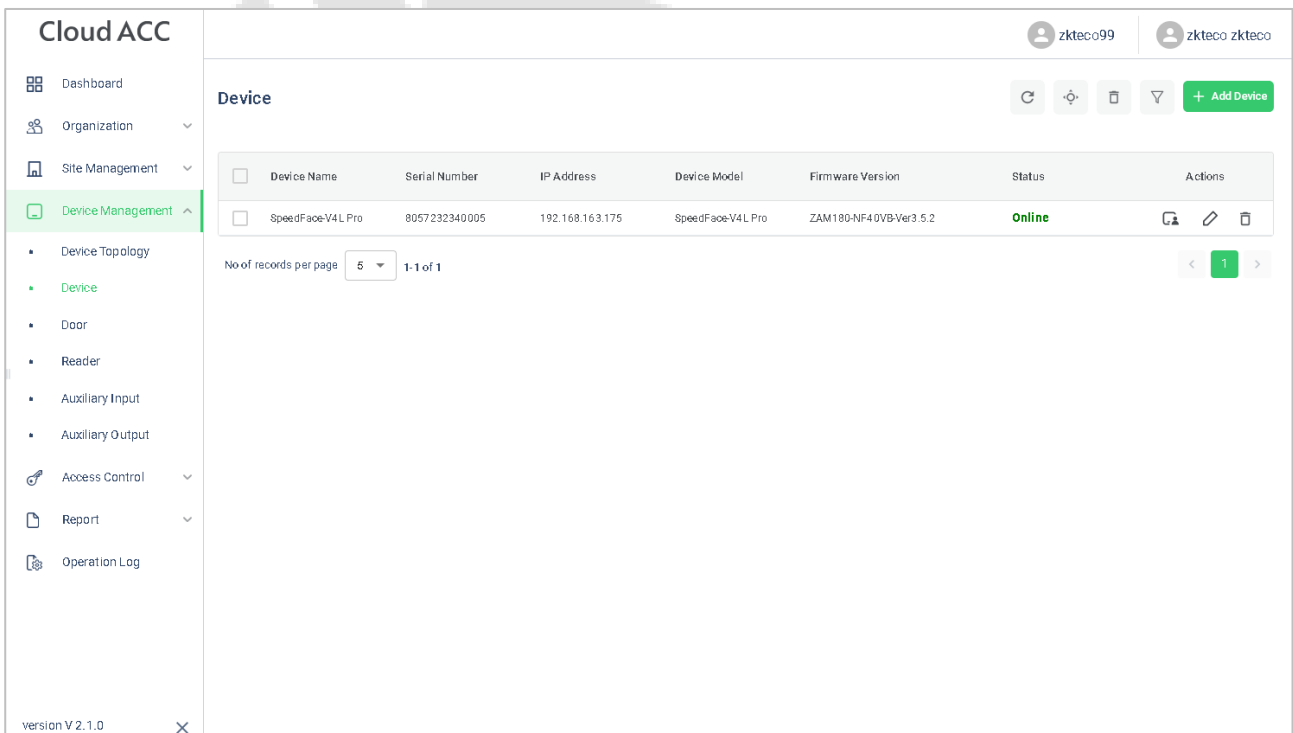 Cloud ACC
zkteco99
zkteco zkteco
Dashboard
Organization
Site Management
Device Management
Device Topology
Device
Door
Reader
Auxiliary Input
Auxiliary Output
Access Control
Report
Operation Log
version V 2.1.0
Device
+ Add Device
Device Name Serial Number IP Address Device Model Firmware Version Status Actions
SpeedFace-V4L Pro 8057232340005 192.168.163.175 SpeedFace-V4L Pro ZAM180-NF40VB-Ver3.5.2 Online
No of records per page 5 1-1 of 1 < 1 >